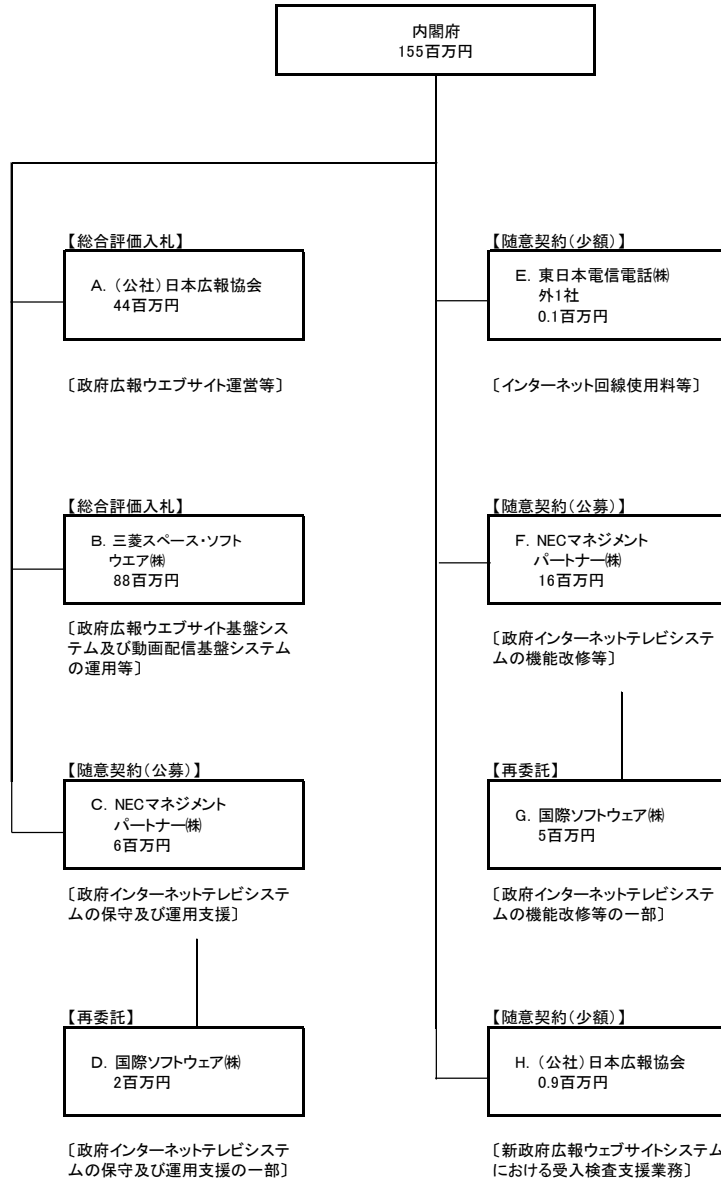 内閣府
155百万円
【総合評価入札】
A. (公社)日本広報協会
44百万円
〔政府広報ウエブサイト運営等〕
【総合評価入札】
B. 三菱スペース・ソフト
ウエア㈱
88百万円
〔政府広報ウエブサイト基盤シス
テム及び動画配信基盤システム
の運用等〕
【随意契約(公募)】
C. NECマネジメント
パートナー㈱
6百万円
〔政府インターネットテレビシステ
ムの保守及び運用支援〕
【再委託】
D. 国際ソフトウェア㈱
2百万円
〔政府インターネットテレビシステ
ムの保守及び運用支援の一部〕
【随意契約(少額)】
E. 東日本電信電話㈱
外1社
0.1百万円
〔インターネット回線使用料等〕
【随意契約(公募)】
F. NECマネジメント
パートナー㈱
16百万円
〔政府インターネットテレビシステ
ムの機能改修等〕
【再委託】
G. 国際ソフトウェア㈱
5百万円
〔政府インターネットテレビシステ
ムの機能改修等の一部〕
【随意契約(少額)】
H. (公社)日本広報協会
0.9百万円
〔新政府広報ウェブサイトシステム
における受入検査支援業務〕